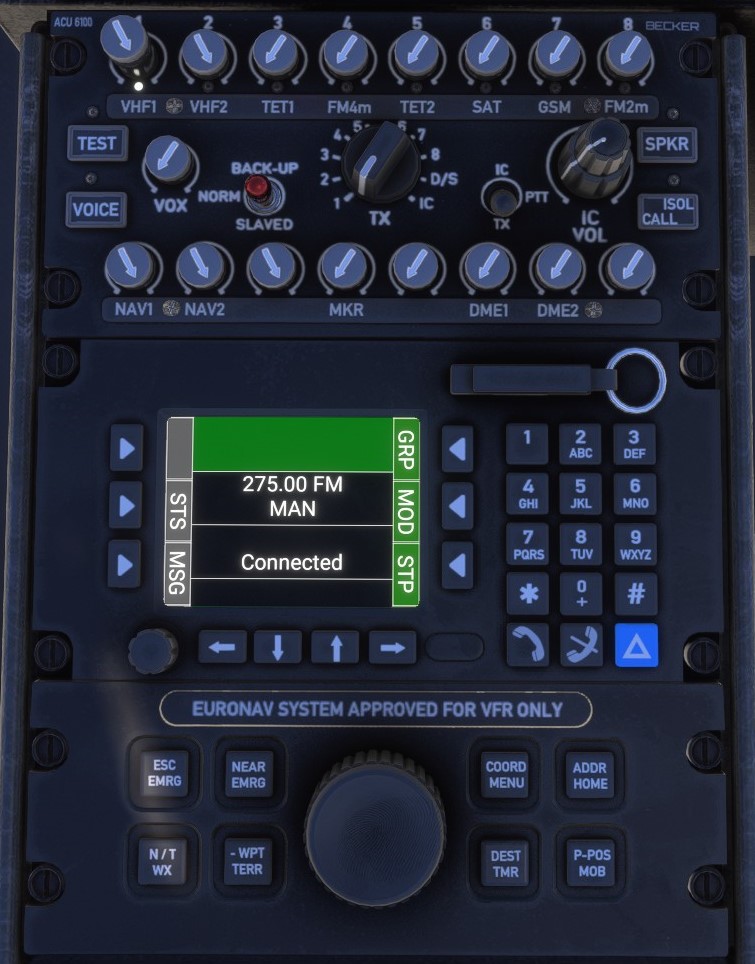 ACU 6100
1 2 3 4 5 6 7 8
BECKER
VHF1 VHF2 TET1 FM4m TET2 SAT GSM FM2m
TEST
VOICE
VOX
BACK-UP
NORM
SLAVED
1 2 3 4 5 6 7 8 D/S IC
TX
IC
PTT
TX
IC
VOL
SPKR
ISOL
CALL
NAV1 NAV2 MKR DME1 DME2
GRP
275.00 FM
MAN
STS
MOD
Connected
MSG
STP
1
2
ABC
3
DEF
4
GHI
5
JKL
6
MNO
7
PQRS
8
TUV
9
WXYZ
*
0
+
#
EURONAV SYSTEM APPROVED FOR VFR ONLY
ESC
EMRG
NEAR
EMRG
COORD
MENU
ADDR
HOME
N / T
WX
- WPT
TERR
DEST
TMR
P-POS
MOB